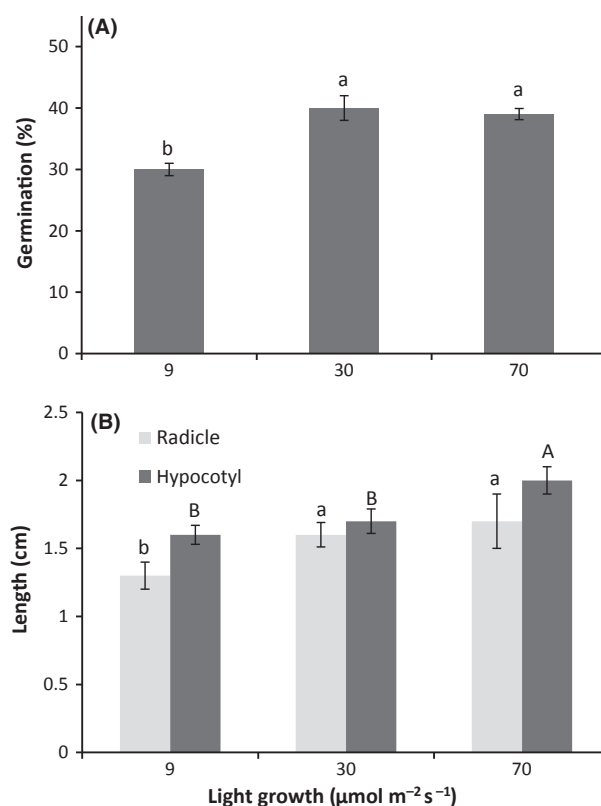 (A)
50
40
30
20
10
0
Germination (%)
b
a
a
9 30 70
(B)
2.5
2
1.5
1
0.5
0
Length (cm)
Radicle
Hypocotyl
b B a B a A
9 30 70
Light growth (μmol m⁻² s⁻¹)